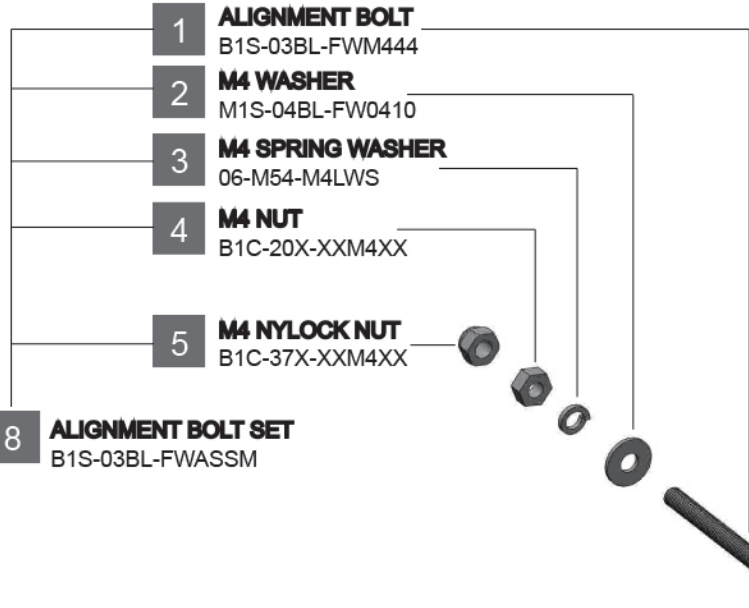 1
ALIGNMENT BOLT
B1S-03BL-FWM444
2
M4 WASHER
M1S-04BL-FW0410
3
M4 SPRING WASHER
06-M54-M4LWS
4
M4 NUT
B1C-20X-XXM4XX
5
M4 NYLOCK NUT
B1C-37X-XXM4XX
8
ALIGNMENT BOLT SET
B1S-03BL-FWASSM